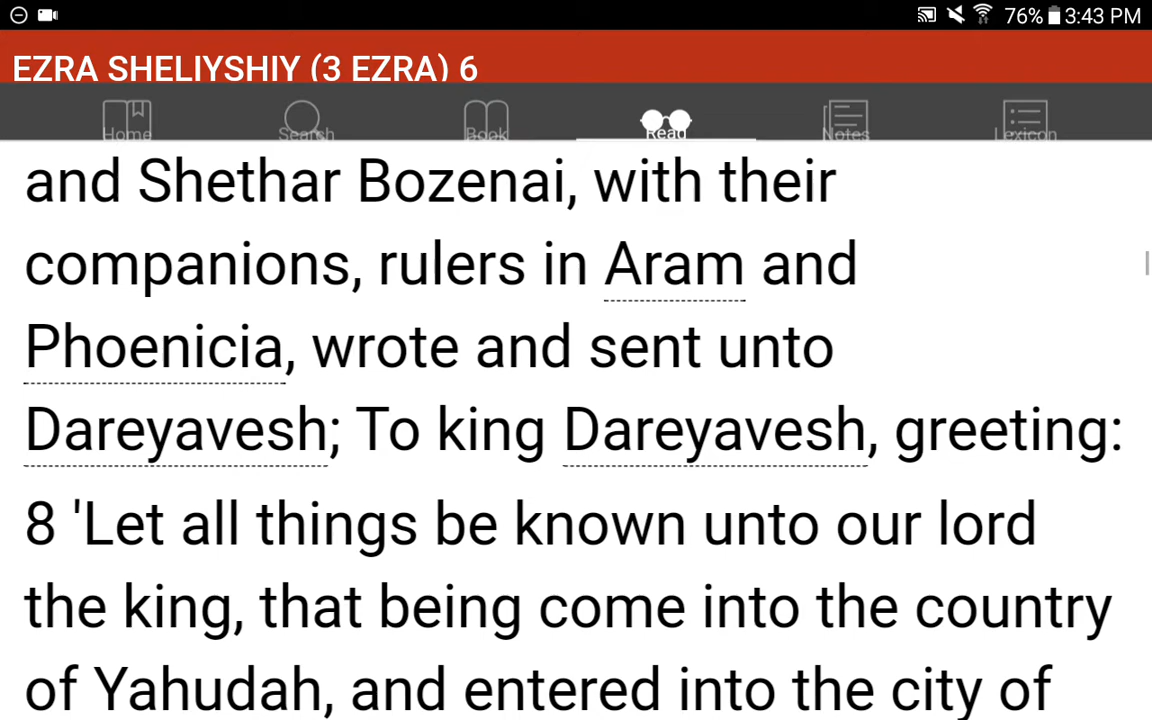 76% 3:43 PM
EZRA SHELIYSHIY (3 EZRA) 6
Home Search Book Read Notes Lexicon
and Shethar Bozenai, with their
companions, rulers in Aram and
Phoenicia, wrote and sent unto
Dareyavesh; To king Dareyavesh, greeting:
8 'Let all things be known unto our lord
the king, that being come into the country
of Yahudah, and entered into the city of